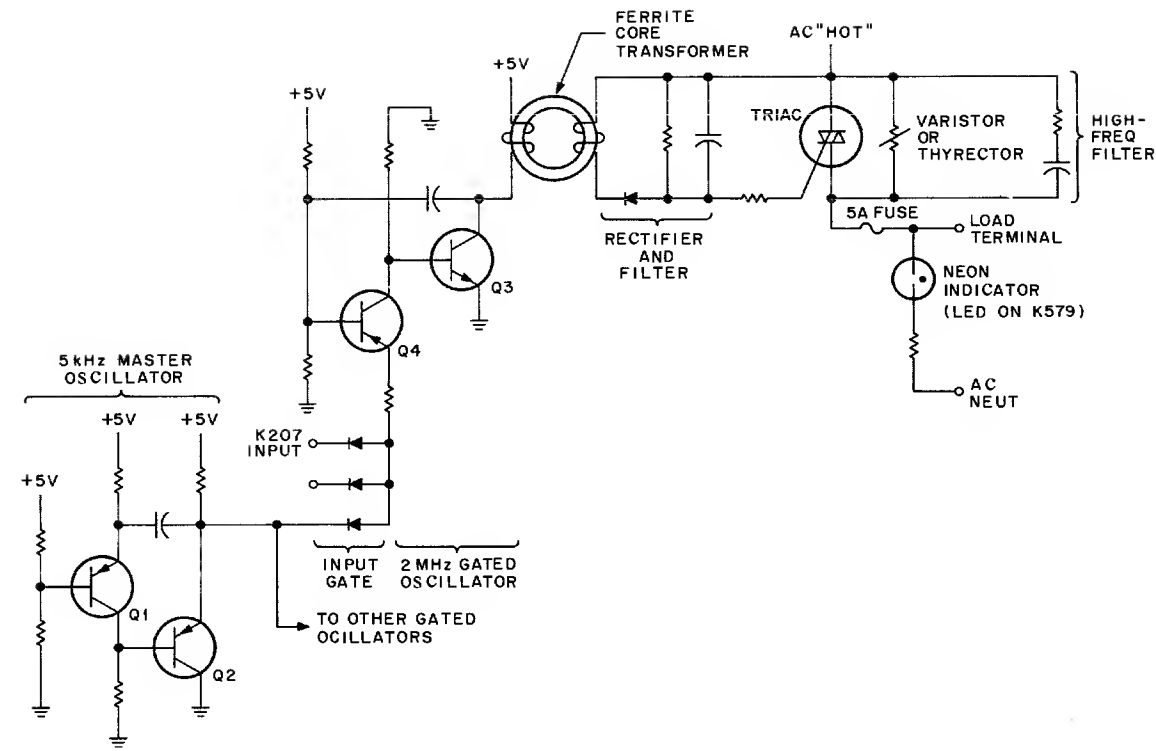 FERRITE
CORE
TRANSFORMER
AC "HOT"
+5V
+5V
TRIAC
VARISTOR
OR
THYRECTOR
HIGH-
FREQ
FILTER
RECTIFIER
AND
FILTER
5A FUSE
LOAD
TERMINAL
NEON
INDICATOR
(LED ON K579)
AC
NEUT
Q3
Q4
5kHz MASTER
OSCILLATOR
+5V
+5V
+5V
K207
INPUT
INPUT
GATE
2 MHz GATED
OSCILLATOR
Q1
Q2
TO OTHER GATED
OCILLATORS